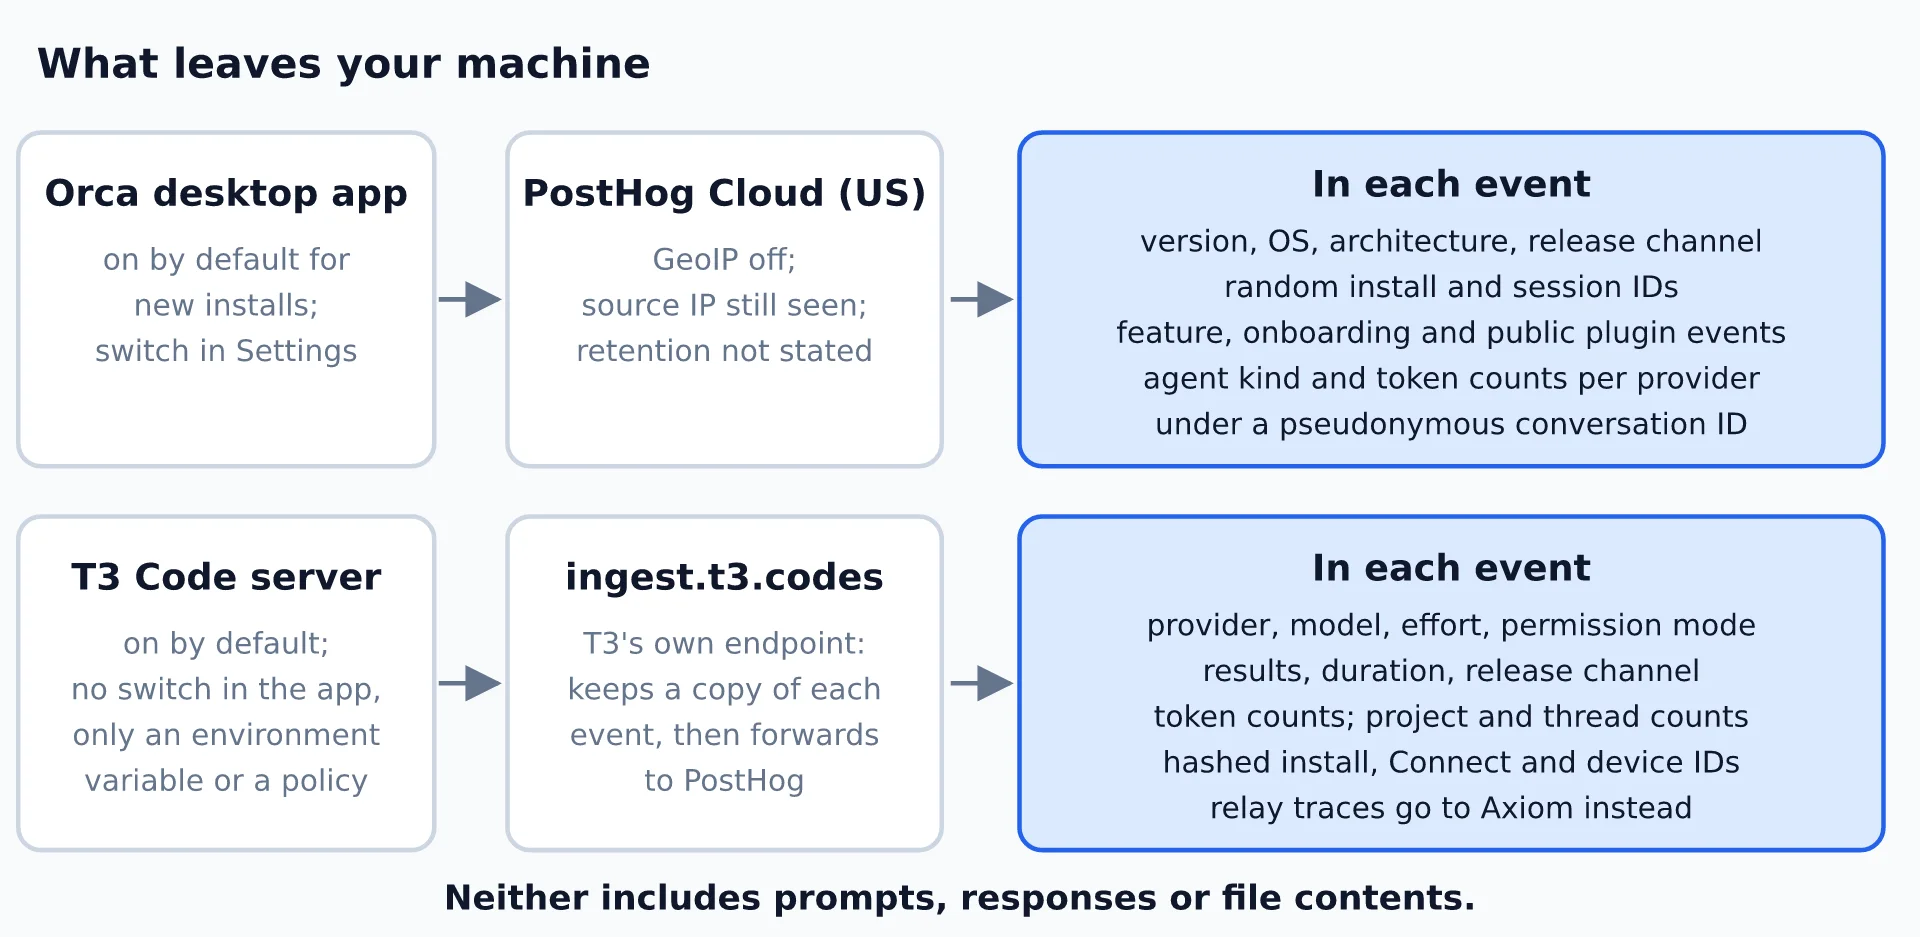 What leaves your machine
Orca desktop app
on by default for
new installs;
switch in Settings
PostHog Cloud (US)
GeoIP off;
source IP still seen;
retention not stated
In each event
version, OS, architecture, release channel
random install and session IDs
feature, onboarding and public plugin events
agent kind and token counts per provider
under a pseudonymous conversation ID
T3 Code server
on by default;
no switch in the app,
only an environment
variable or a policy
ingest.t3.codes
T3's own endpoint:
keeps a copy of each
event, then forwards
to PostHog
In each event
provider, model, effort, permission mode
results, duration, release channel
token counts; project and thread counts
hashed install, Connect and device IDs
relay traces go to Axiom instead
Neither includes prompts, responses or file contents.